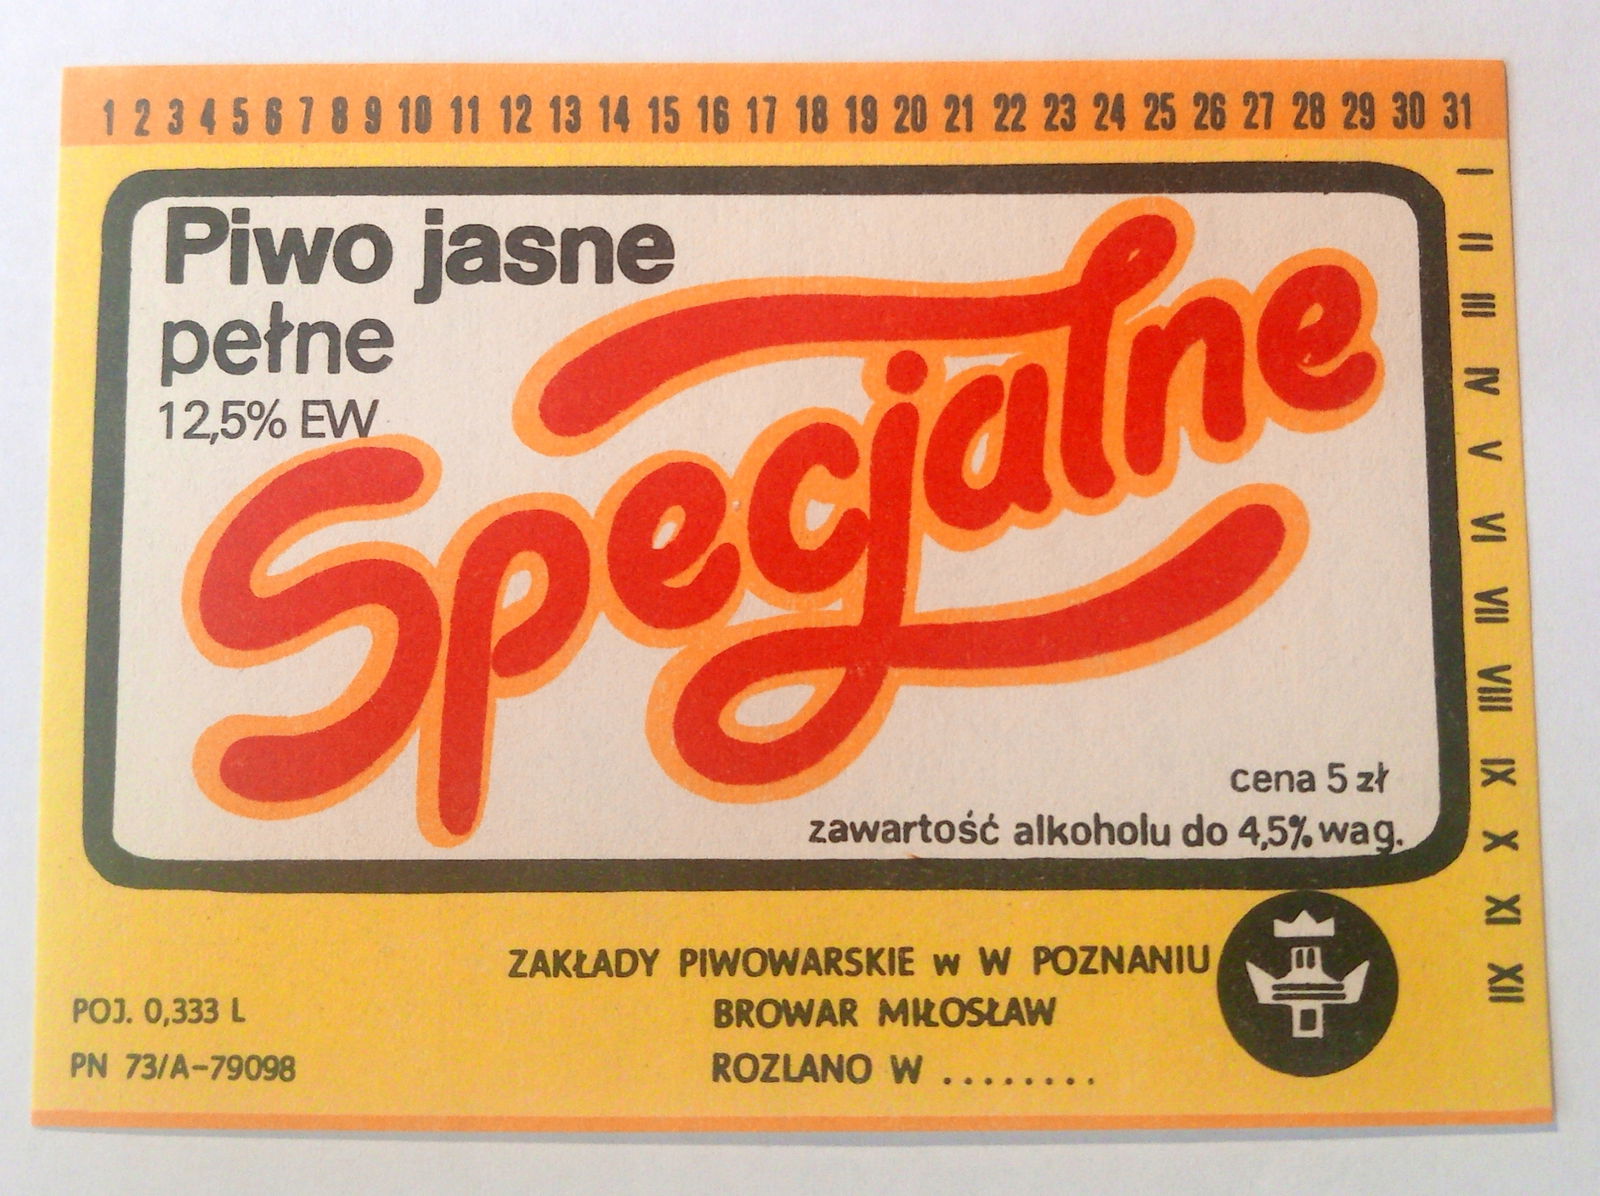 1 2 3 4 5 6 7 8 9 10 11 12 13 14 15 16 17 18 19 20 21 22 23 24 25 26 27 28 29 30 31
I II III IV V VI VII VIII IX X XI XII
Piwo jasne
pełne
12,5% EW
Specjalne
cena 5 zł
zawartość alkoholu do 4,5% wag.
ZAKŁADY PIWOWARSKIE w W POZNANIU
BROWAR MIŁOSŁAW
ROZLANO W ........
POJ. 0,333 L
PN 73/A-79098